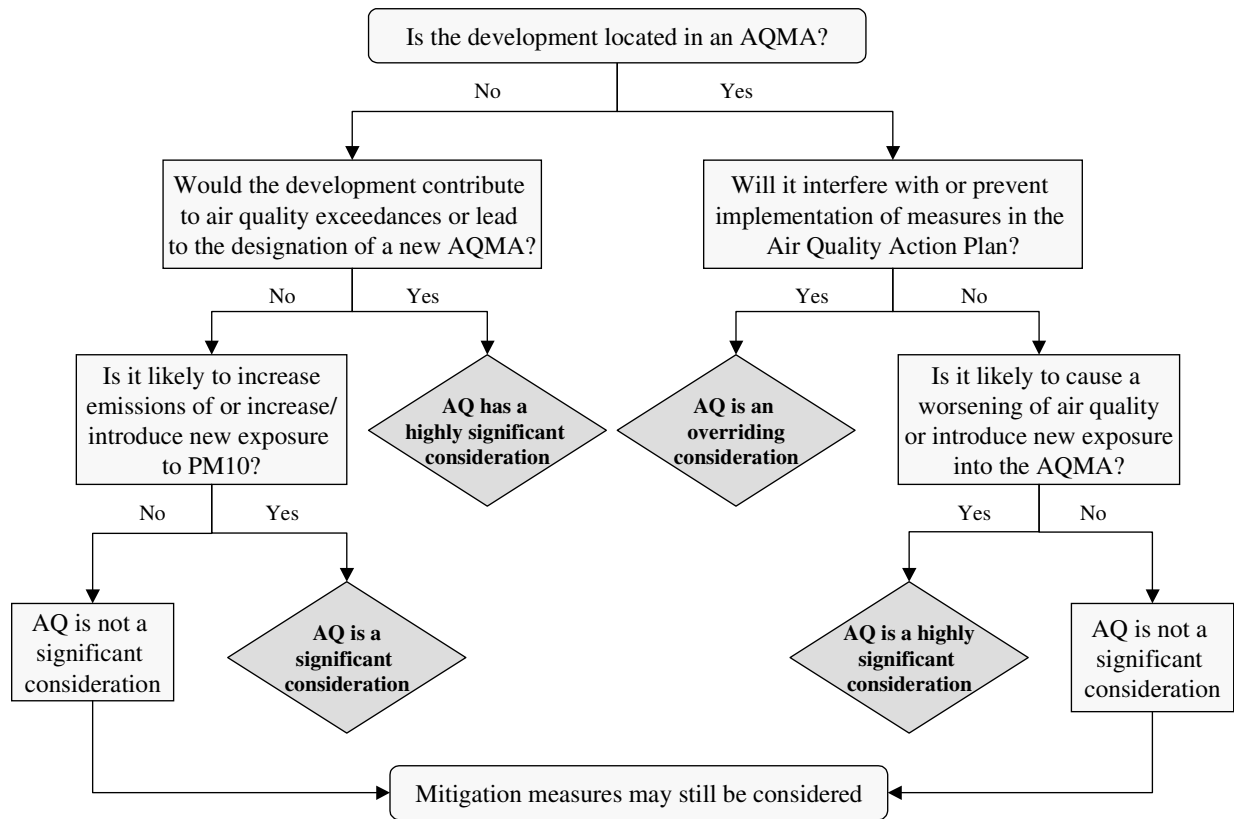 Is the development located in an AQMA?
No
Yes
Would the development contribute
to air quality exceedances or lead
to the designation of a new AQMA?
Will it interfere with or prevent
implementation of measures in the
Air Quality Action Plan?
No
Yes
Yes
No
Is it likely to increase
emissions of or increase/
introduce new exposure
to PM10?
AQ has a
highly significant
consideration
AQ is an
overriding
consideration
Is it likely to cause a
worsening of air quality
or introduce new exposure
into the AQMA?
No
Yes
Yes
No
AQ is not a
significant
consideration
AQ is a
significant
consideration
AQ is a highly
significant
consideration
AQ is not a
significant
consideration
Mitigation measures may still be considered